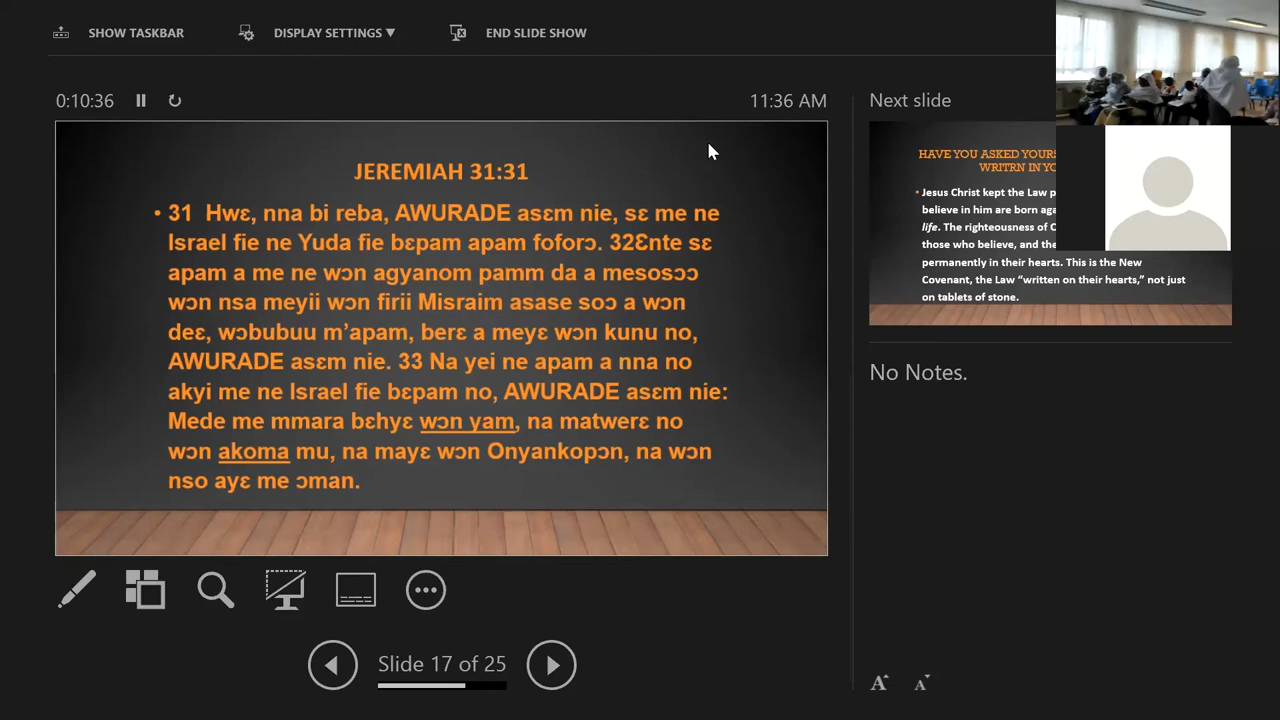 SHOW TASKBAR
DISPLAY SETTINGS ▼
END SLIDE SHOW
0:10:36
11:36 AM
JEREMIAH 31:31
• 31 Hwɛ, nna bi reba, AWURADE asɛm nie, sɛ me ne
Israel fie ne Yuda fie bɛpam apam foforɔ. 32Ɛnte sɛ
apam a me ne wɔn agyanom pamm da a mesosɔɔ
wɔn nsa meyii wɔn firii Misraim asase soɔ a wɔn
deɛ, wɔbubuu m’apam, berɛ a meyɛ wɔn kunu no,
AWURADE asɛm nie. 33 Na yei ne apam a nna no
akyi me ne Israel fie bɛpam no, AWURADE asɛm nie:
Mede me mmara bɛhyɛ wɔn yam, na matwerɛ no
wɔn akoma mu, na mayɛ wɔn Onyankopɔn, na wɔn
nso ayɛ me ɔman.
Slide 17 of 25
Next slide
HAVE YOU ASKED
WRITRN IN
• Jesus Christ kept the Law
believe in him are born
life. The righteousness of
those who believe, and
permanently in their hearts. This is the New
Covenant, the Law “written on their hearts,” not just
on tablets of stone.
No Notes.
A A